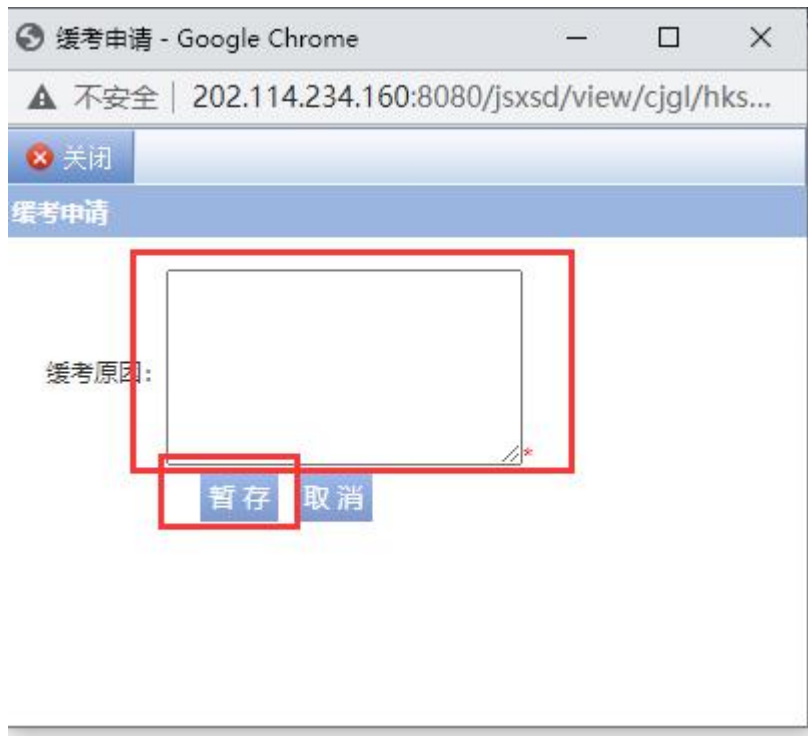 缓考申请 - Google Chrome
不安全 | 202.114.234.160:8080/jsxsd/view/cjgl/hks...
关闭
缓考申请
缓考原因:
*
暂存 取消